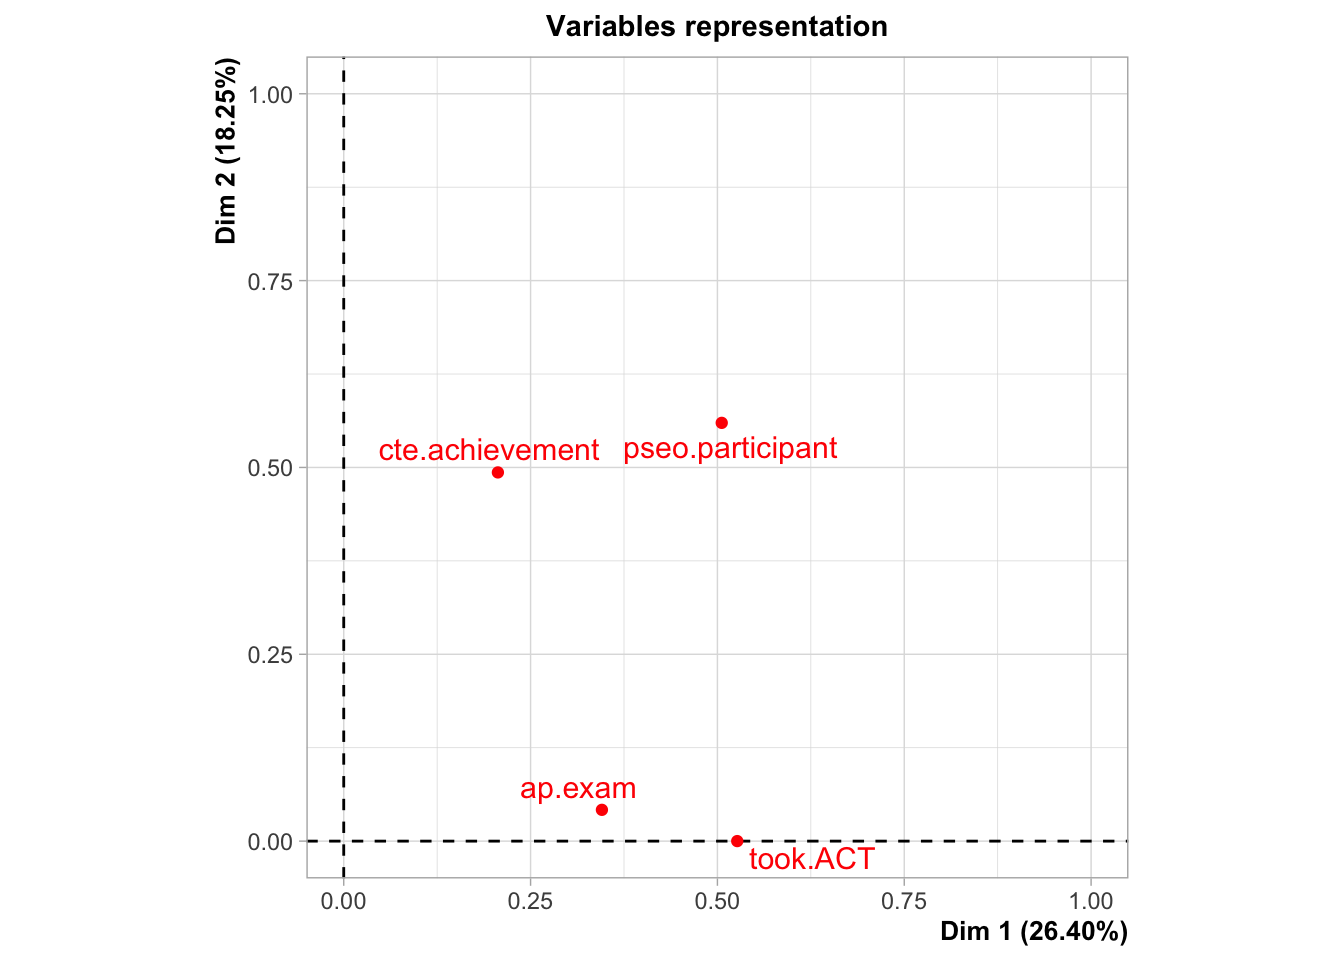 Variables representation
Dim 2 (18.25%)
1.00
0.75
cte.achievement
pseo.participant
0.50
0.25
ap.exam
0.00
took.ACT
0.00
0.25
0.50
0.75
1.00
Dim 1 (26.40%)